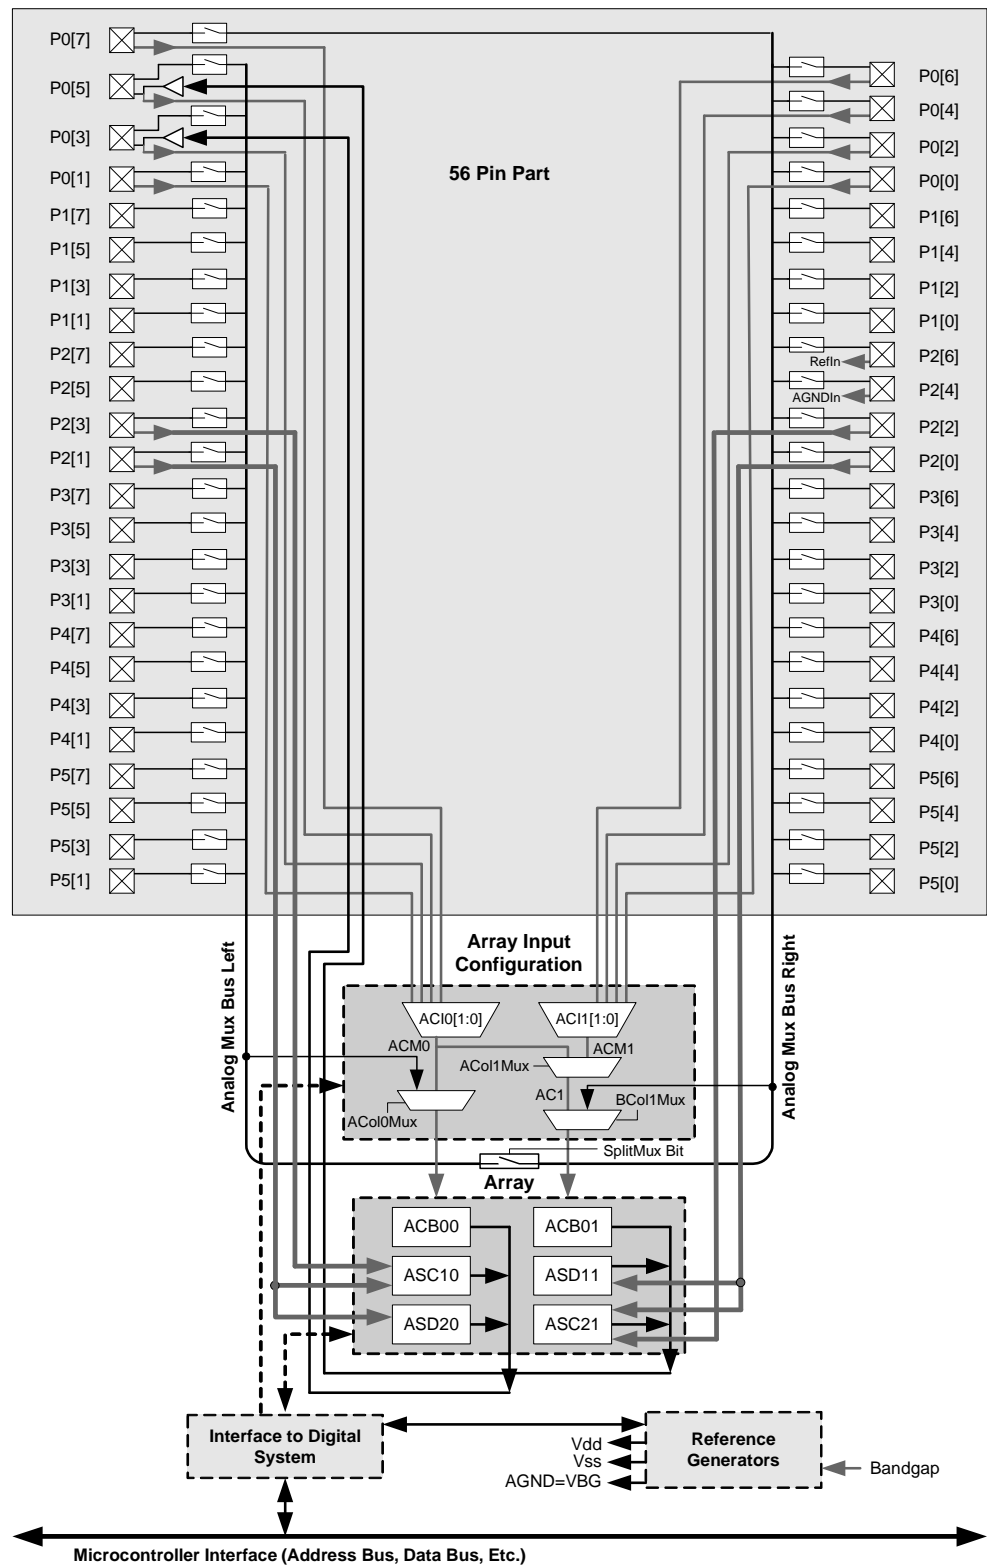 P0[7]
P0[5]
P0[3]
P0[1]
P1[7]
P1[5]
P1[3]
P1[1]
P2[7]
P2[5]
P2[3]
P2[1]
P3[7]
P3[5]
P3[3]
P3[1]
P4[7]
P4[5]
P4[3]
P4[1]
P5[7]
P5[5]
P5[3]
P5[1]
56 Pin Part
P0[6]
P0[4]
P0[2]
P0[0]
P1[6]
P1[4]
P1[2]
P1[0]
P2[6]
RefIn
P2[4]
AGNDIn
P2[2]
P2[0]
P3[6]
P3[4]
P3[2]
P3[0]
P4[6]
P4[4]
P4[2]
P4[0]
P5[6]
P5[4]
P5[2]
P5[0]
Analog Mux Bus Left
Array Input
Configuration
Analog Mux Bus Right
ACI0[1:0]
ACI1[1:0]
ACM0
ACM1
ACol1Mux
AC1
BCol1Mux
ACol0Mux
SplitMux Bit
Array
ACB00
ACB01
ASC10
ASD11
ASD20
ASC21
Interface to Digital
System
Vdd
Vss
AGND=VBG
Reference
Generators
Bandgap
Microcontroller Interface (Address Bus, Data Bus, Etc.)